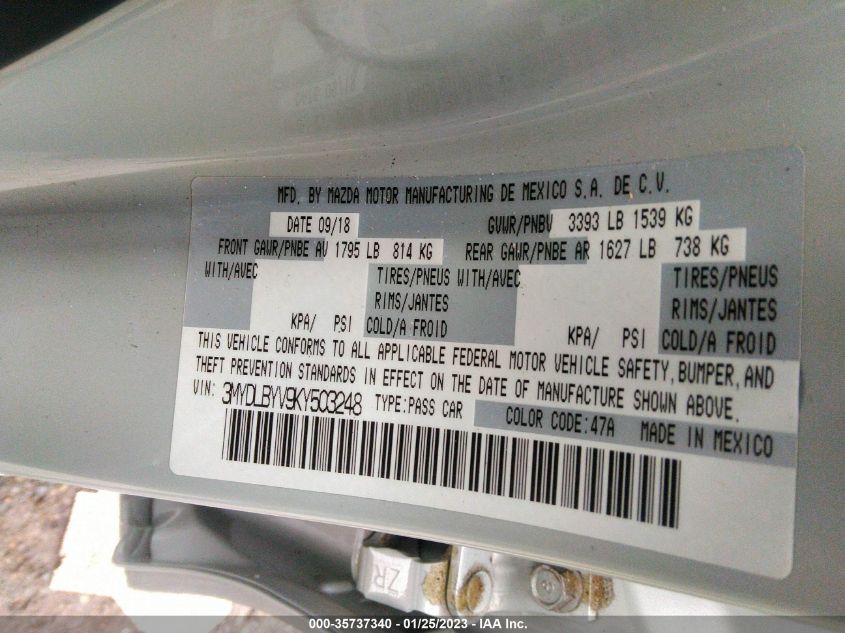 MFD. BY MAZDA MOTOR MANUFACTURING DE MEXICO S.A. DE C.V.
DATE 09/18 GVWR/PNBV 3393 LB 1539 KG
FRONT GAWR/PNBE AV 1795 LB 814 KG REAR GAWR/PNBE AR 1627 LB 738 KG
WITH/AVEC TIRES/PNEUS WITH/AVEC TIRES/PNEUS
RIMS/JANTES RIMS/JANTES
KPA/ PSI COLD/A FROID KPA/ PSI COLD/A FROID
THIS VEHICLE CONFORMS TO ALL APPLICABLE FEDERAL MOTOR VEHICLE SAFETY, BUMPER, AND
THEFT PREVENTION STANDARDS IN EFFECT ON THE DATE OF MANUFACTURE SHOWN ABOVE.
VIN: 3MYDLBYV9KY503248 TYPE:PASS CAR COLOR CODE:47A MADE IN MEXICO
ZR
000-35737340 - 01/25/2023 - IAA Inc.